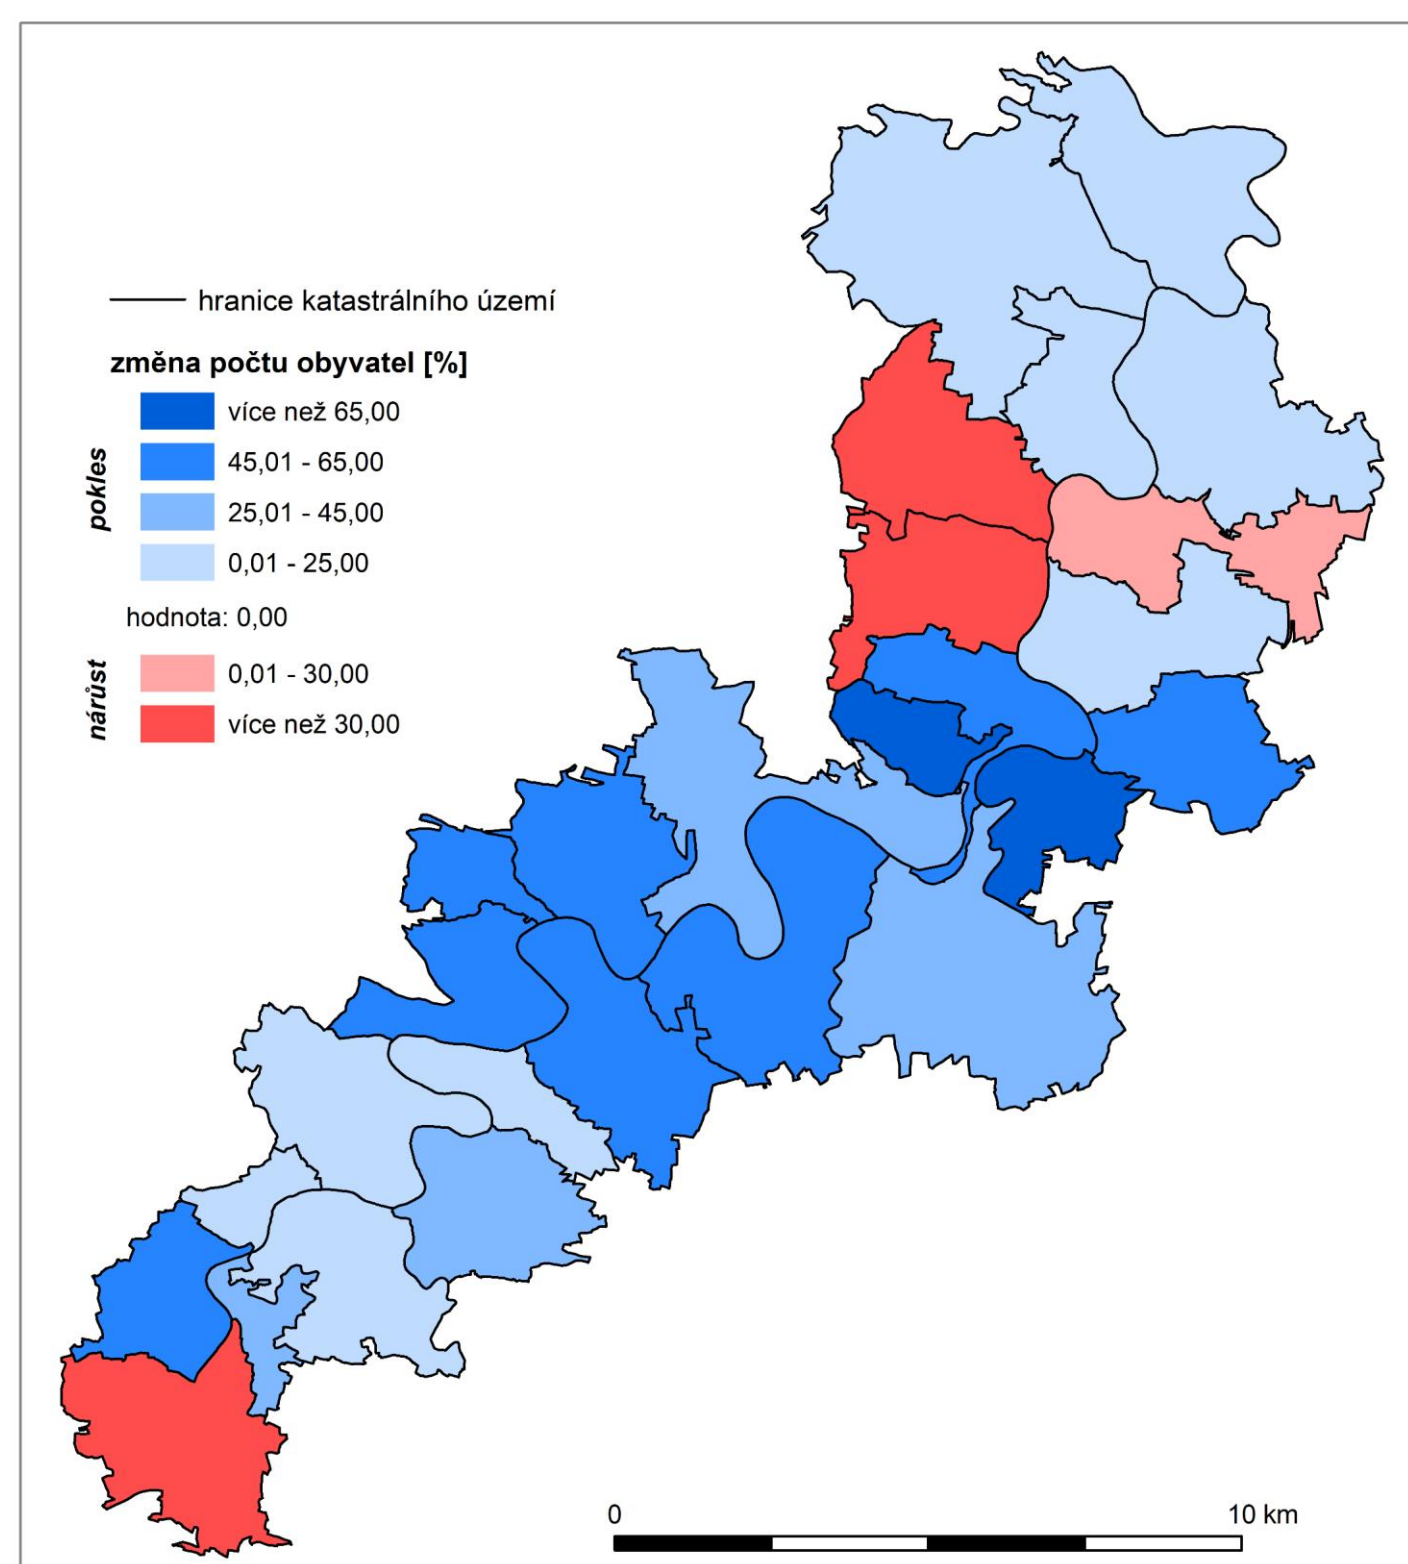 hranice katastrálního území
změna počtu obyvatel [%]
pokles
více než 65,00
45,01 - 65,00
25,01 - 45,00
0,01 - 25,00
hodnota: 0,00
nárůst
0,01 - 30,00
více než 30,00
0 10 km